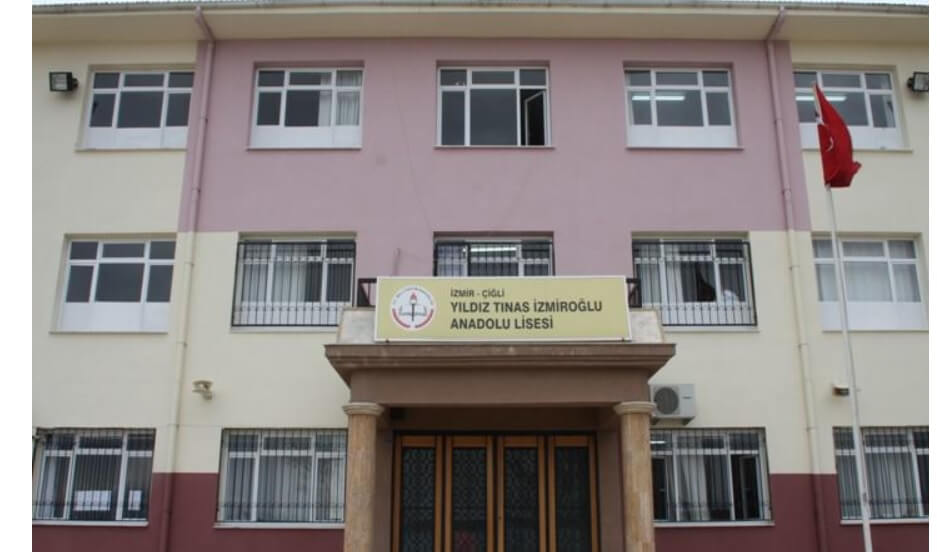 İZMİR - ÇİĞLİ
YILDIZ TINAS İZMİROĞLU
ANADOLU LİSESİ